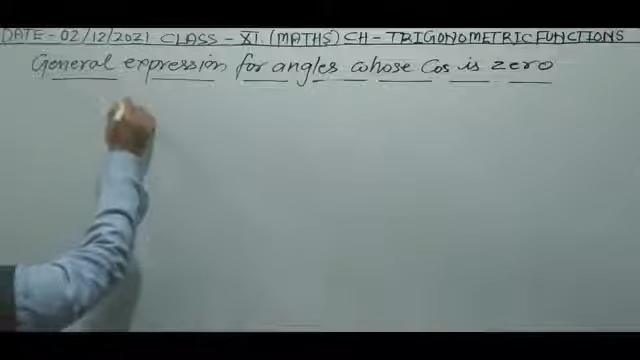 DATE - 02/12/2021 CLASS - XI (MATHS) CH - TRIGONOMETRIC FUNCTIONS
General expression for angles whose Cos is zero